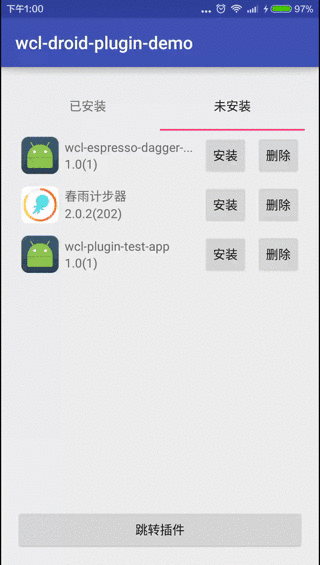 下午1:00 ... 97%
wcl-droid-plugin-demo
已安装 未安装
wcl-espresso-dagger-... 安装 删除
1.0(1)
春雨计步器 安装 删除
2.0.2(202)
wcl-plugin-test-app 安装 删除
1.0(1)
跳转插件